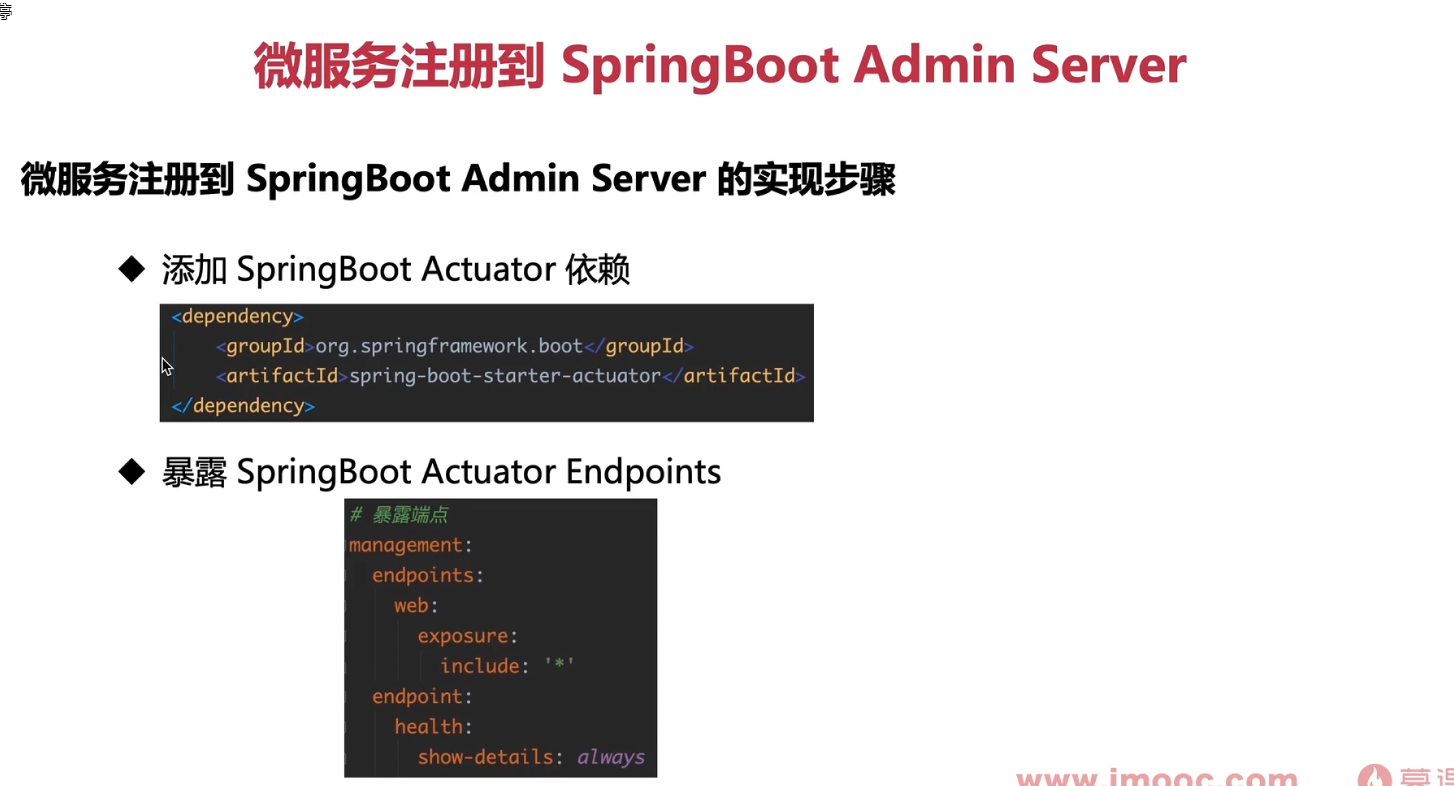 微服务注册到 SpringBoot Admin Server
微服务注册到 SpringBoot Admin Server 的实现步骤
◆ 添加 SpringBoot Actuator 依赖
<dependency>
    <groupId>org.springframework.boot</groupId>
    <artifactId>spring-boot-starter-actuator</artifactId>
</dependency>
◆ 暴露 SpringBoot Actuator Endpoints
# 暴露端点
management:
  endpoints:
    web:
      exposure:
        include: '*'
  endpoint:
    health:
      show-details: always
www.imooc.com